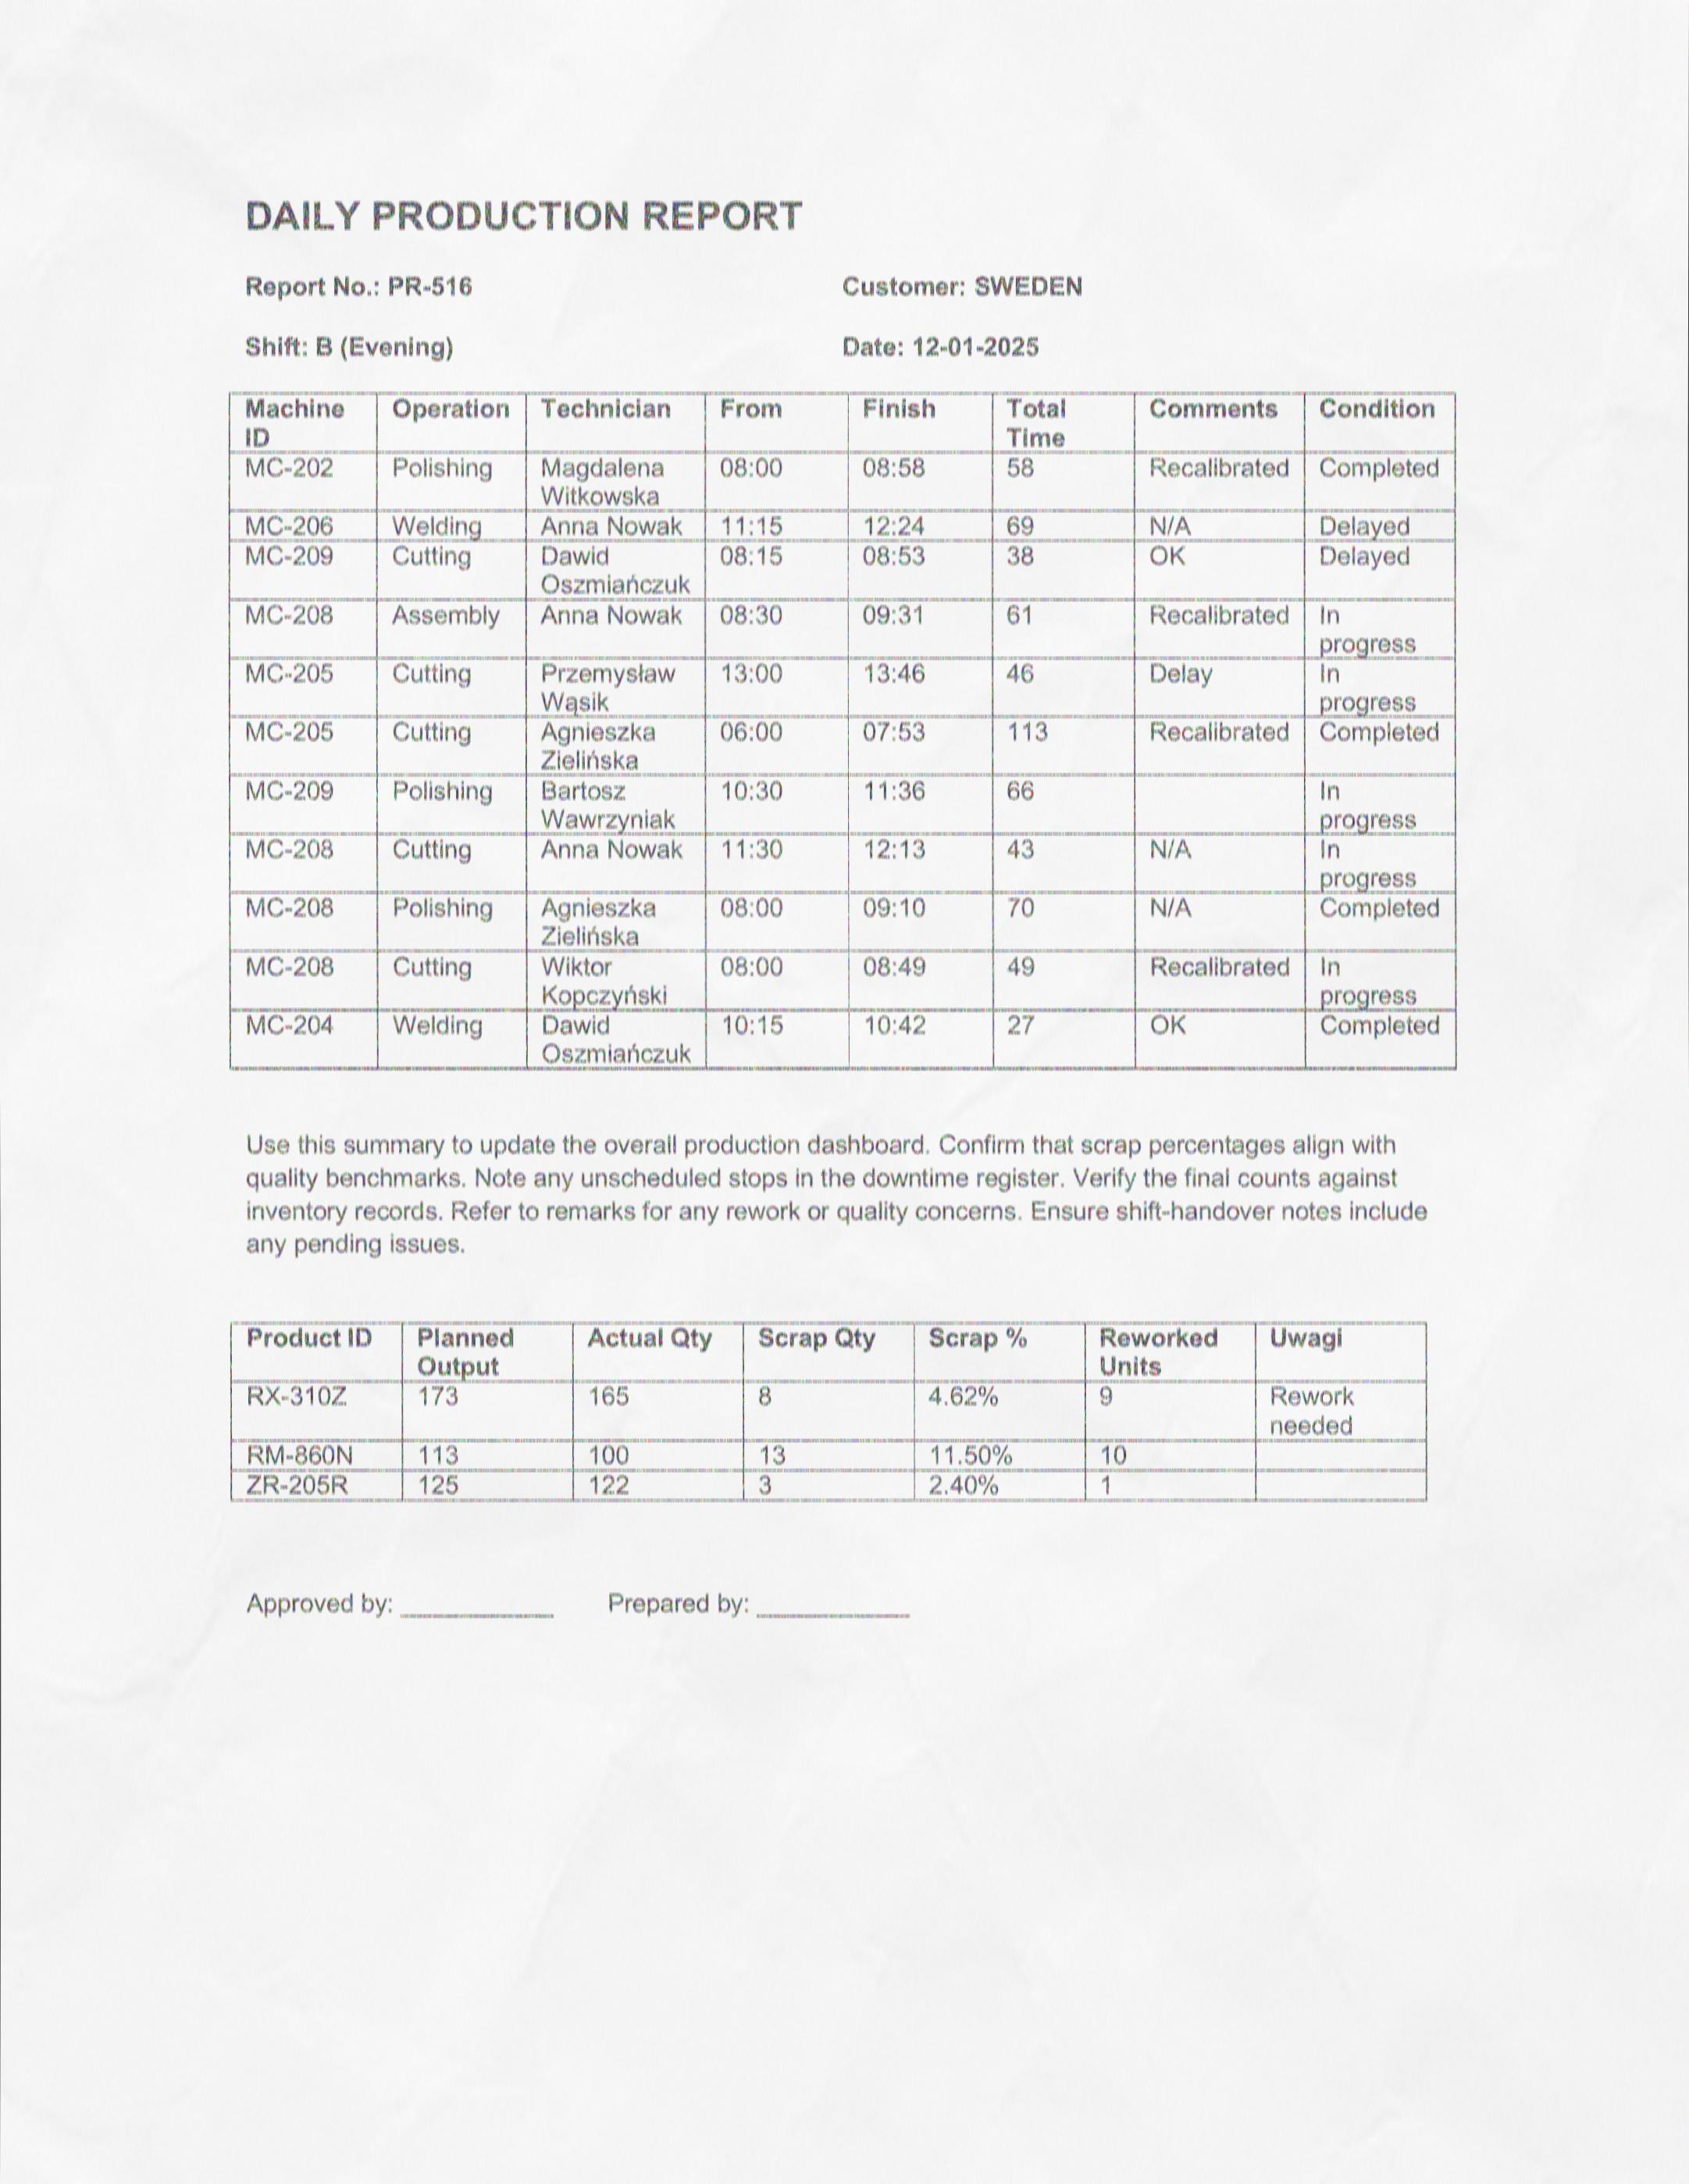 DAILY PRODUCTION REPORT
Report No.: PR-516 Customer: SWEDEN
Shift: B (Evening) Date: 12-01-2025
Machine ID Operation Technician From Finish Total Time Comments Condition
MC-202 Polishing Magdalena Witkowska 08:00 08:58 58 Recalibrated Completed
MC-206 Welding Anna Nowak 11:15 12:24 69 N/A Delayed
MC-209 Cutting Dawid Oszmiańczuk 08:15 08:53 38 OK Delayed
MC-208 Assembly Anna Nowak 08:30 09:31 61 Recalibrated In progress
MC-205 Cutting Przemysław Wąsik 13:00 13:46 46 Delay In progress
MC-205 Cutting Agnieszka Zielińska 06:00 07:53 113 Recalibrated Completed
MC-209 Polishing Bartosz Wawrzyniak 10:30 11:36 66 In progress
MC-208 Cutting Anna Nowak 11:30 12:13 43 N/A In progress
MC-208 Polishing Agnieszka Zielińska 08:00 09:10 70 N/A Completed
MC-208 Cutting Wiktor Kopczyński 08:00 08:49 49 Recalibrated In progress
MC-204 Welding Dawid Oszmiańczuk 10:15 10:42 27 OK Completed
Use this summary to update the overall production dashboard. Confirm that scrap percentages align with
quality benchmarks. Note any unscheduled stops in the downtime register. Verify the final counts against
inventory records. Refer to remarks for any rework or quality concerns. Ensure shift-handover notes include
any pending issues.
Product ID Planned Output Actual Qty Scrap Qty Scrap % Reworked Units Uwagi
RX-310Z 173 165 8 4.62% 9 Rework needed
RM-860N 113 100 13 11.50% 10
ZR-205R 125 122 3 2.40% 1
Approved by: ____________ Prepared by: ____________